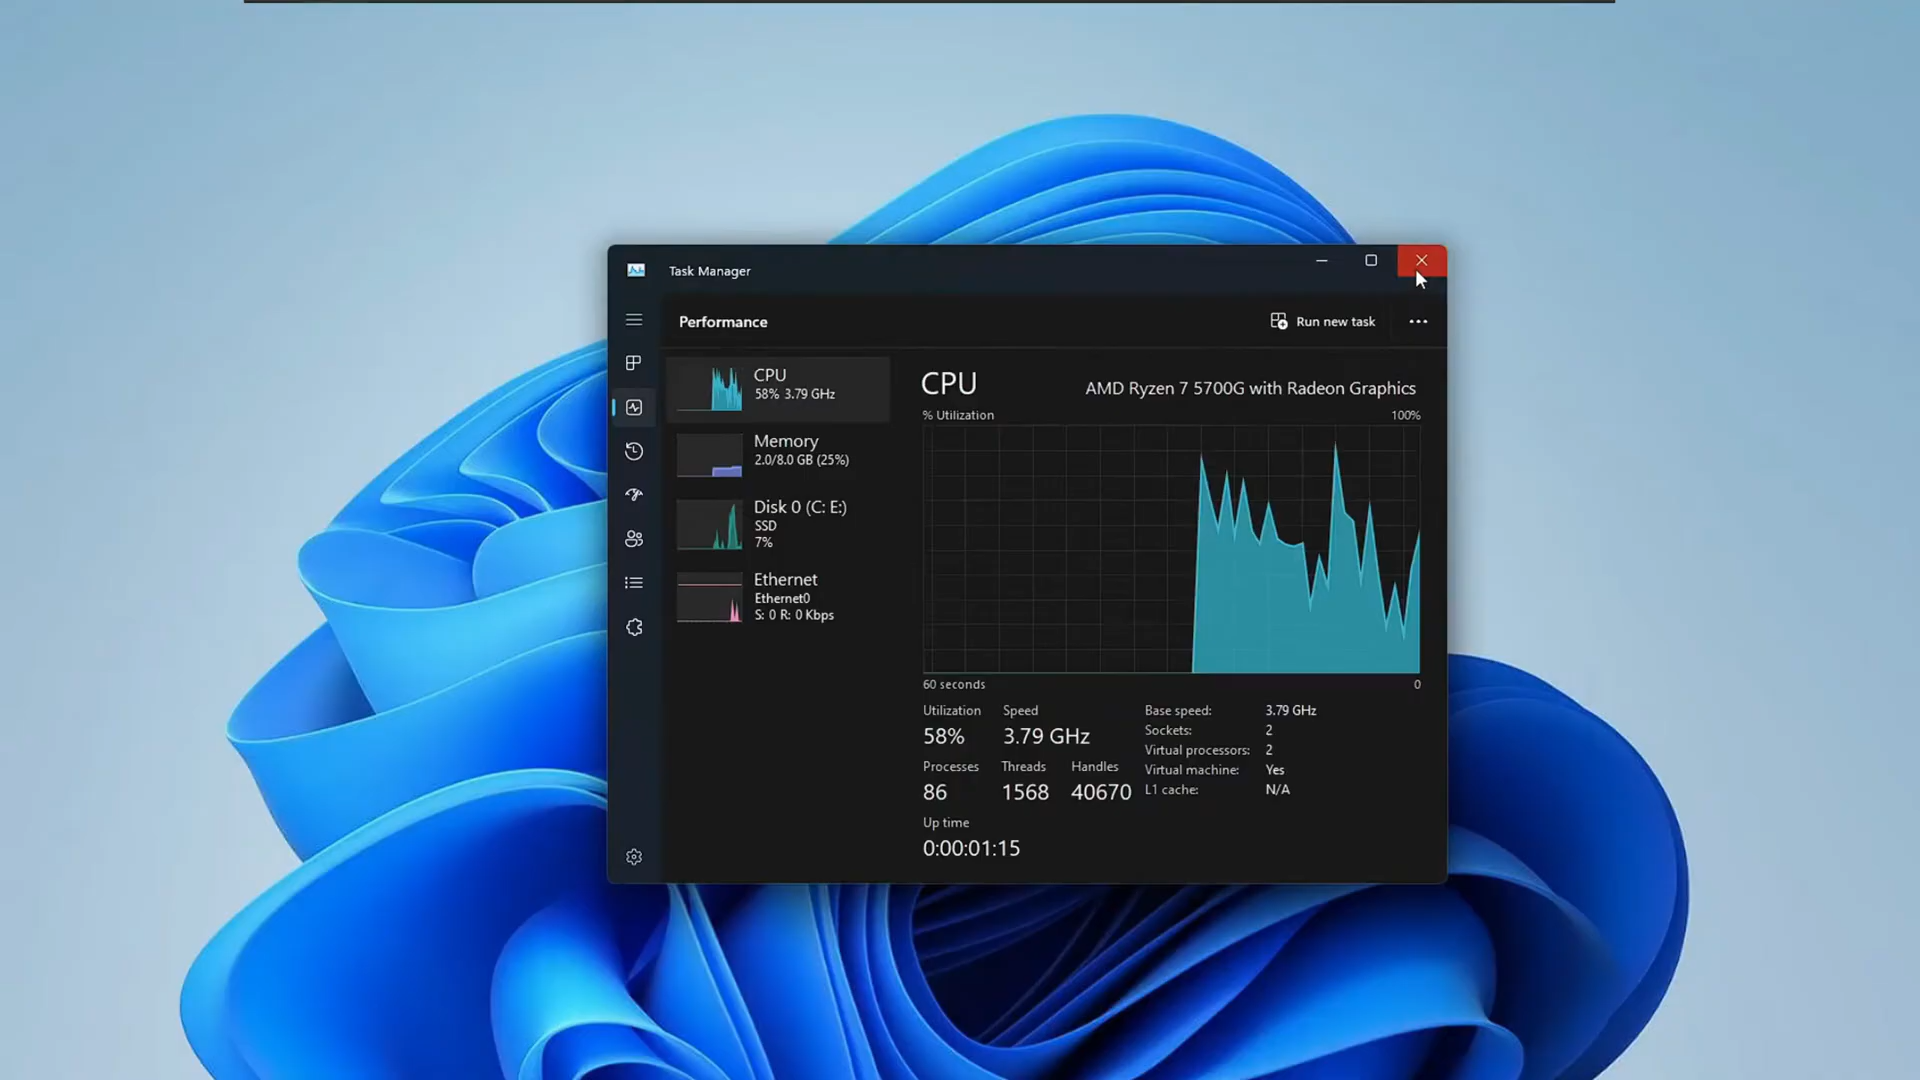 Task Manager
Performance
Run new task
CPU
58% 3.79 GHz
Memory
2.0/8.0 GB (25%)
Disk 0 (C: E:)
SSD
7%
Ethernet
Ethernet0
S: 0 R: 0 Kbps
CPU
AMD Ryzen 7 5700G with Radeon Graphics
% Utilization
100%
60 seconds
0
Utilization
Speed
58%
3.79 GHz
Processes
Threads
Handles
86
1568
40670
Up time
0:00:01:15
Base speed: 3.79 GHz
Sockets: 2
Virtual processors: 2
Virtual machine: Yes
L1 cache: N/A